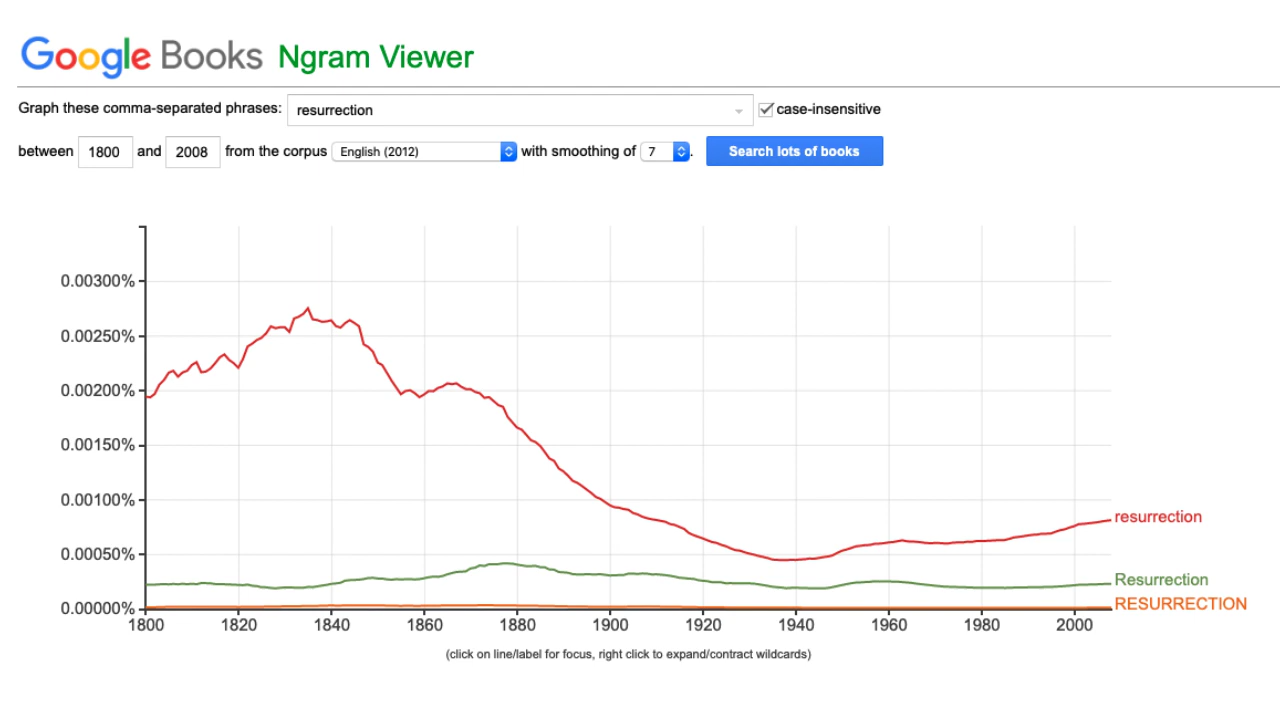 Google Books Ngram Viewer
Graph these comma-separated phrases: resurrection case-insensitive
between 1800 and 2008 from the corpus English (2012) with smoothing of 7 . Search lots of books
0.00300%
0.00250%
0.00200%
0.00150%
0.00100%
resurrection
0.00050%
Resurrection
0.00000%
RESURRECTION
1800 1820 1840 1860 1880 1900 1920 1940 1960 1980 2000
(click on line/label for focus, right click to expand/contract wildcards)